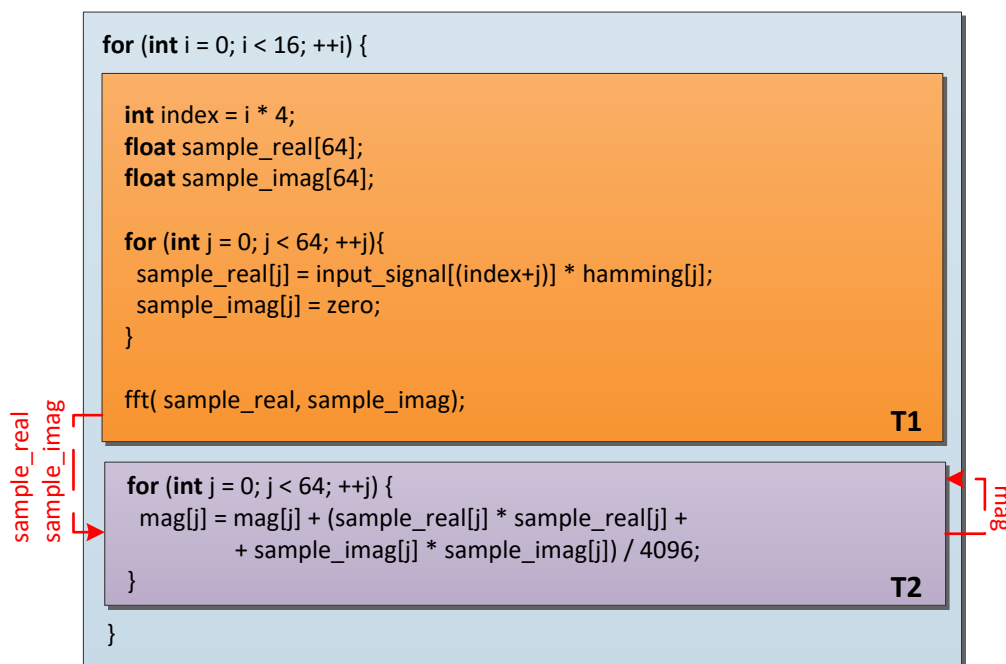 for (int i = 0; i < 16; ++i) {
int index = i * 4;
float sample_real[64];
float sample_imag[64];
for (int j = 0; j < 64; ++j){
sample_real[j] = input_signal[(index+j)] * hamming[j];
sample_imag[j] = zero;
}
fft( sample_real, sample_imag);
T1
sample_real
sample_imag
for (int j = 0; j < 64; ++j) {
mag[j] = mag[j] + (sample_real[j] * sample_real[j] +
+ sample_imag[j] * sample_imag[j]) / 4096;
}
T2
mag
}